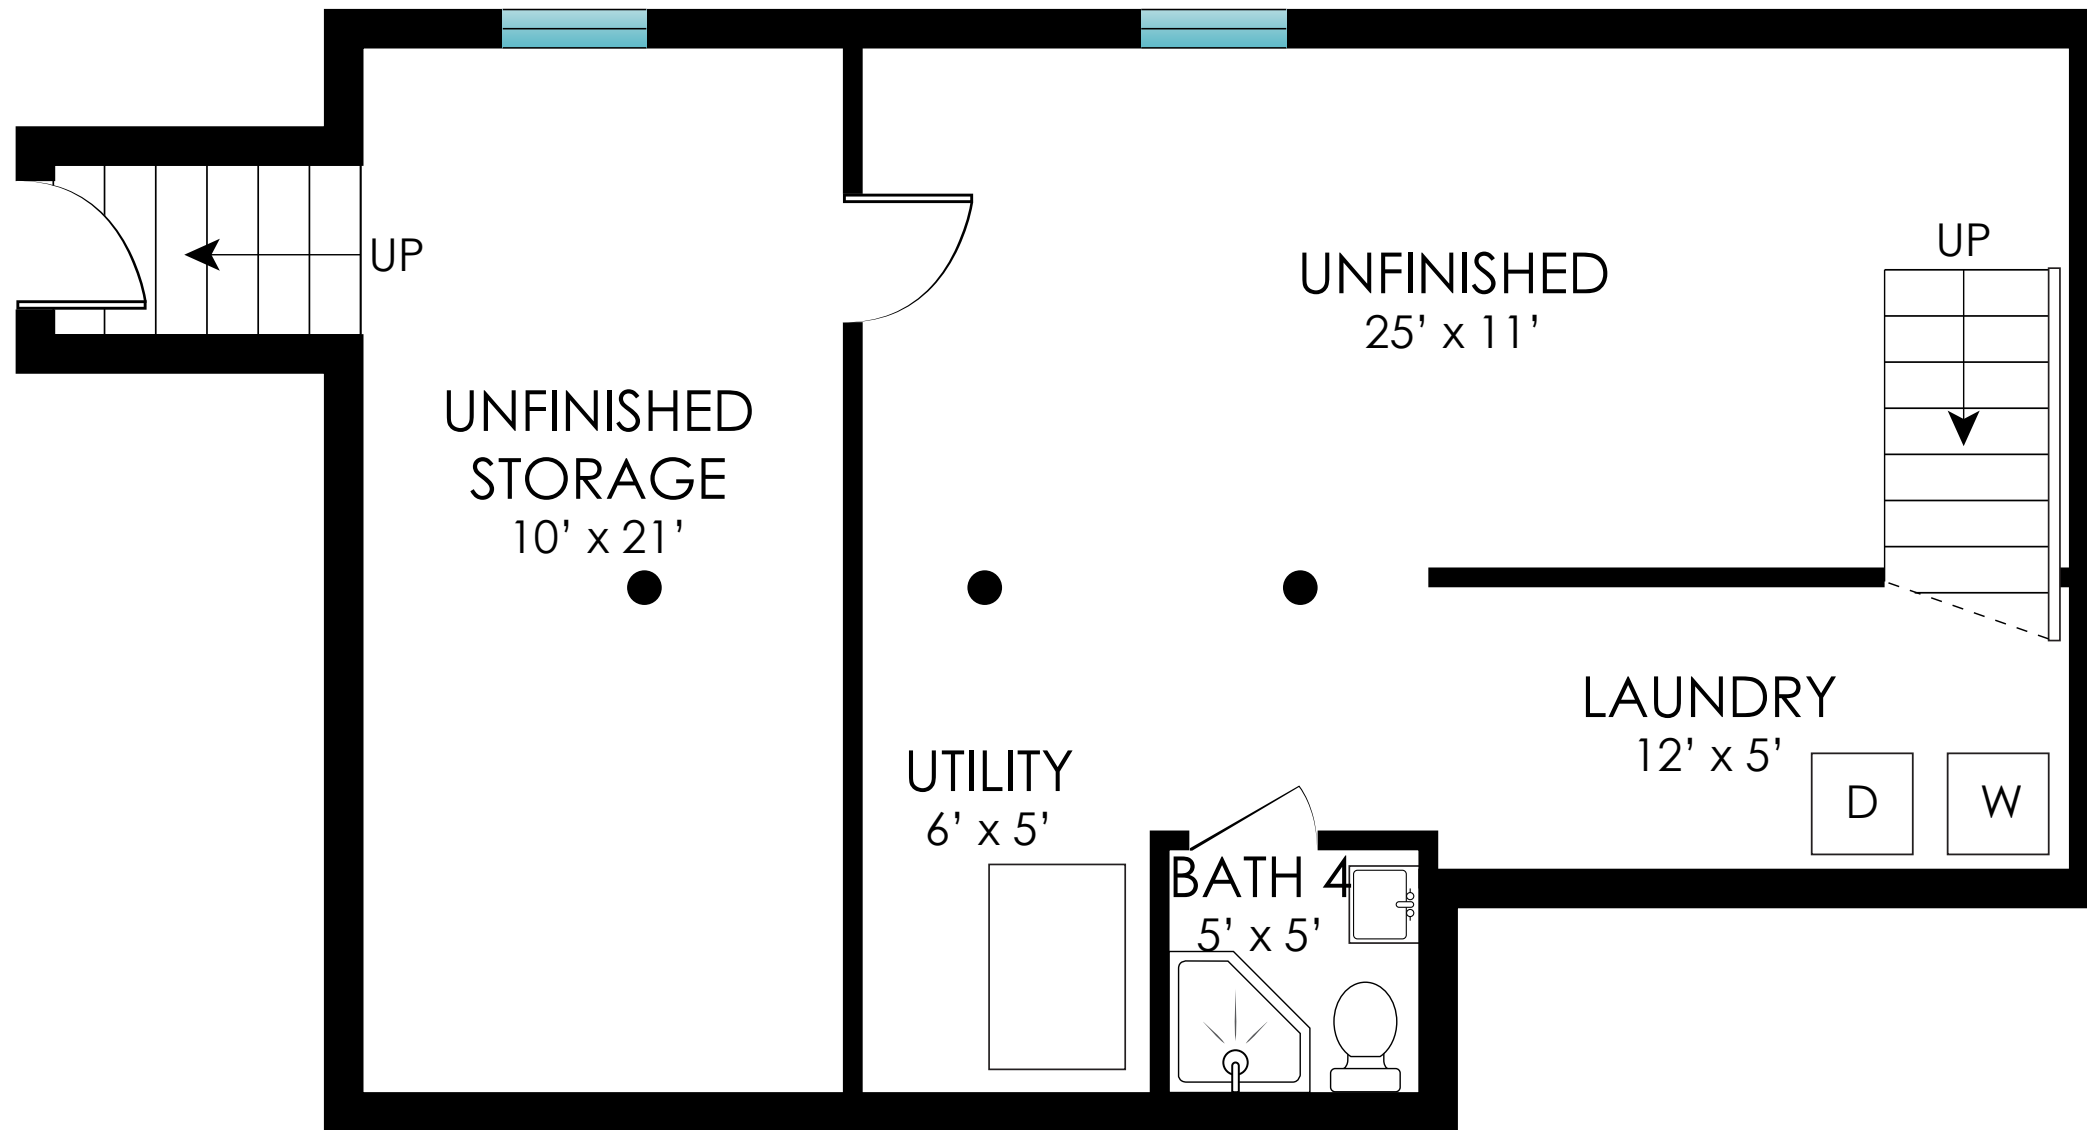 UP
UNFINISHED
STORAGE
10’ x 21’
UNFINISHED
25’ x 11’
UP
LAUNDRY
12’ x 5’
D
W
UTILITY
6’ x 5’
BATH 4
5’ x 5’